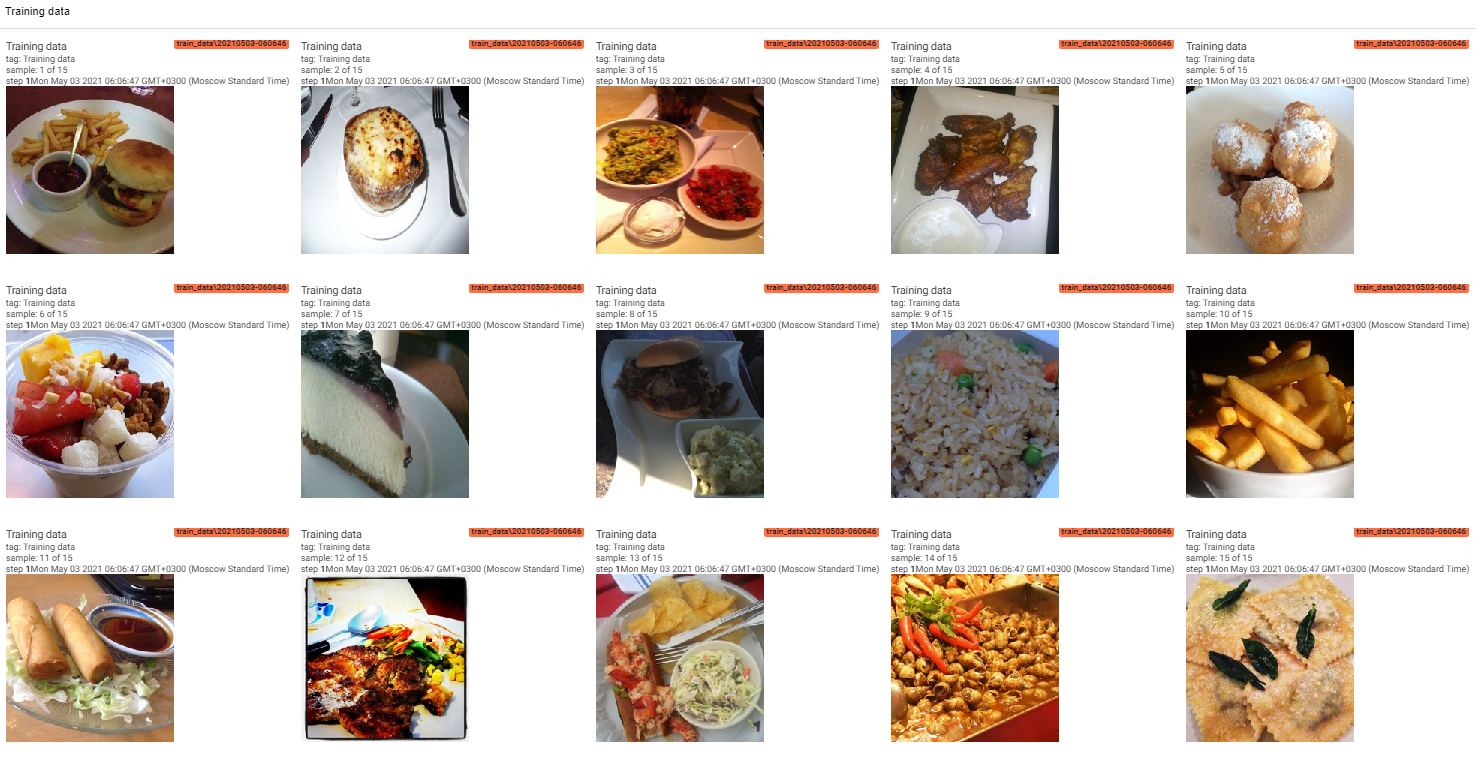 Training data
Training data train_data\20210503-060646
tag: Training data
sample: 1 of 15
step 1Mon May 03 2021 06:06:47 GMT+0300 (Moscow Standard Time)
Training data train_data\20210503-060646
tag: Training data
sample: 2 of 15
step 1Mon May 03 2021 06:06:47 GMT+0300 (Moscow Standard Time)
Training data train_data\20210503-060646
tag: Training data
sample: 3 of 15
step 1Mon May 03 2021 06:06:47 GMT+0300 (Moscow Standard Time)
Training data train_data\20210503-060646
tag: Training data
sample: 4 of 15
step 1Mon May 03 2021 06:06:47 GMT+0300 (Moscow Standard Time)
Training data train_data\20210503-060646
tag: Training data
sample: 5 of 15
step 1Mon May 03 2021 06:06:47 GMT+0300 (Moscow Standard Time)
Training data train_data\20210503-060646
tag: Training data
sample: 6 of 15
step 1Mon May 03 2021 06:06:47 GMT+0300 (Moscow Standard Time)
Training data train_data\20210503-060646
tag: Training data
sample: 7 of 15
step 1Mon May 03 2021 06:06:47 GMT+0300 (Moscow Standard Time)
Training data train_data\20210503-060646
tag: Training data
sample: 8 of 15
step 1Mon May 03 2021 06:06:47 GMT+0300 (Moscow Standard Time)
Training data train_data\20210503-060646
tag: Training data
sample: 9 of 15
step 1Mon May 03 2021 06:06:47 GMT+0300 (Moscow Standard Time)
Training data train_data\20210503-060646
tag: Training data
sample: 10 of 15
step 1Mon May 03 2021 06:06:47 GMT+0300 (Moscow Standard Time)
Training data train_data\20210503-060646
tag: Training data
sample: 11 of 15
step 1Mon May 03 2021 06:06:47 GMT+0300 (Moscow Standard Time)
Training data train_data\20210503-060646
tag: Training data
sample: 12 of 15
step 1Mon May 03 2021 06:06:47 GMT+0300 (Moscow Standard Time)
Training data train_data\20210503-060646
tag: Training data
sample: 13 of 15
step 1Mon May 03 2021 06:06:47 GMT+0300 (Moscow Standard Time)
Training data train_data\20210503-060646
tag: Training data
sample: 14 of 15
step 1Mon May 03 2021 06:06:47 GMT+0300 (Moscow Standard Time)
Training data train_data\20210503-060646
tag: Training data
sample: 15 of 15
step 1Mon May 03 2021 06:06:47 GMT+0300 (Moscow Standard Time)